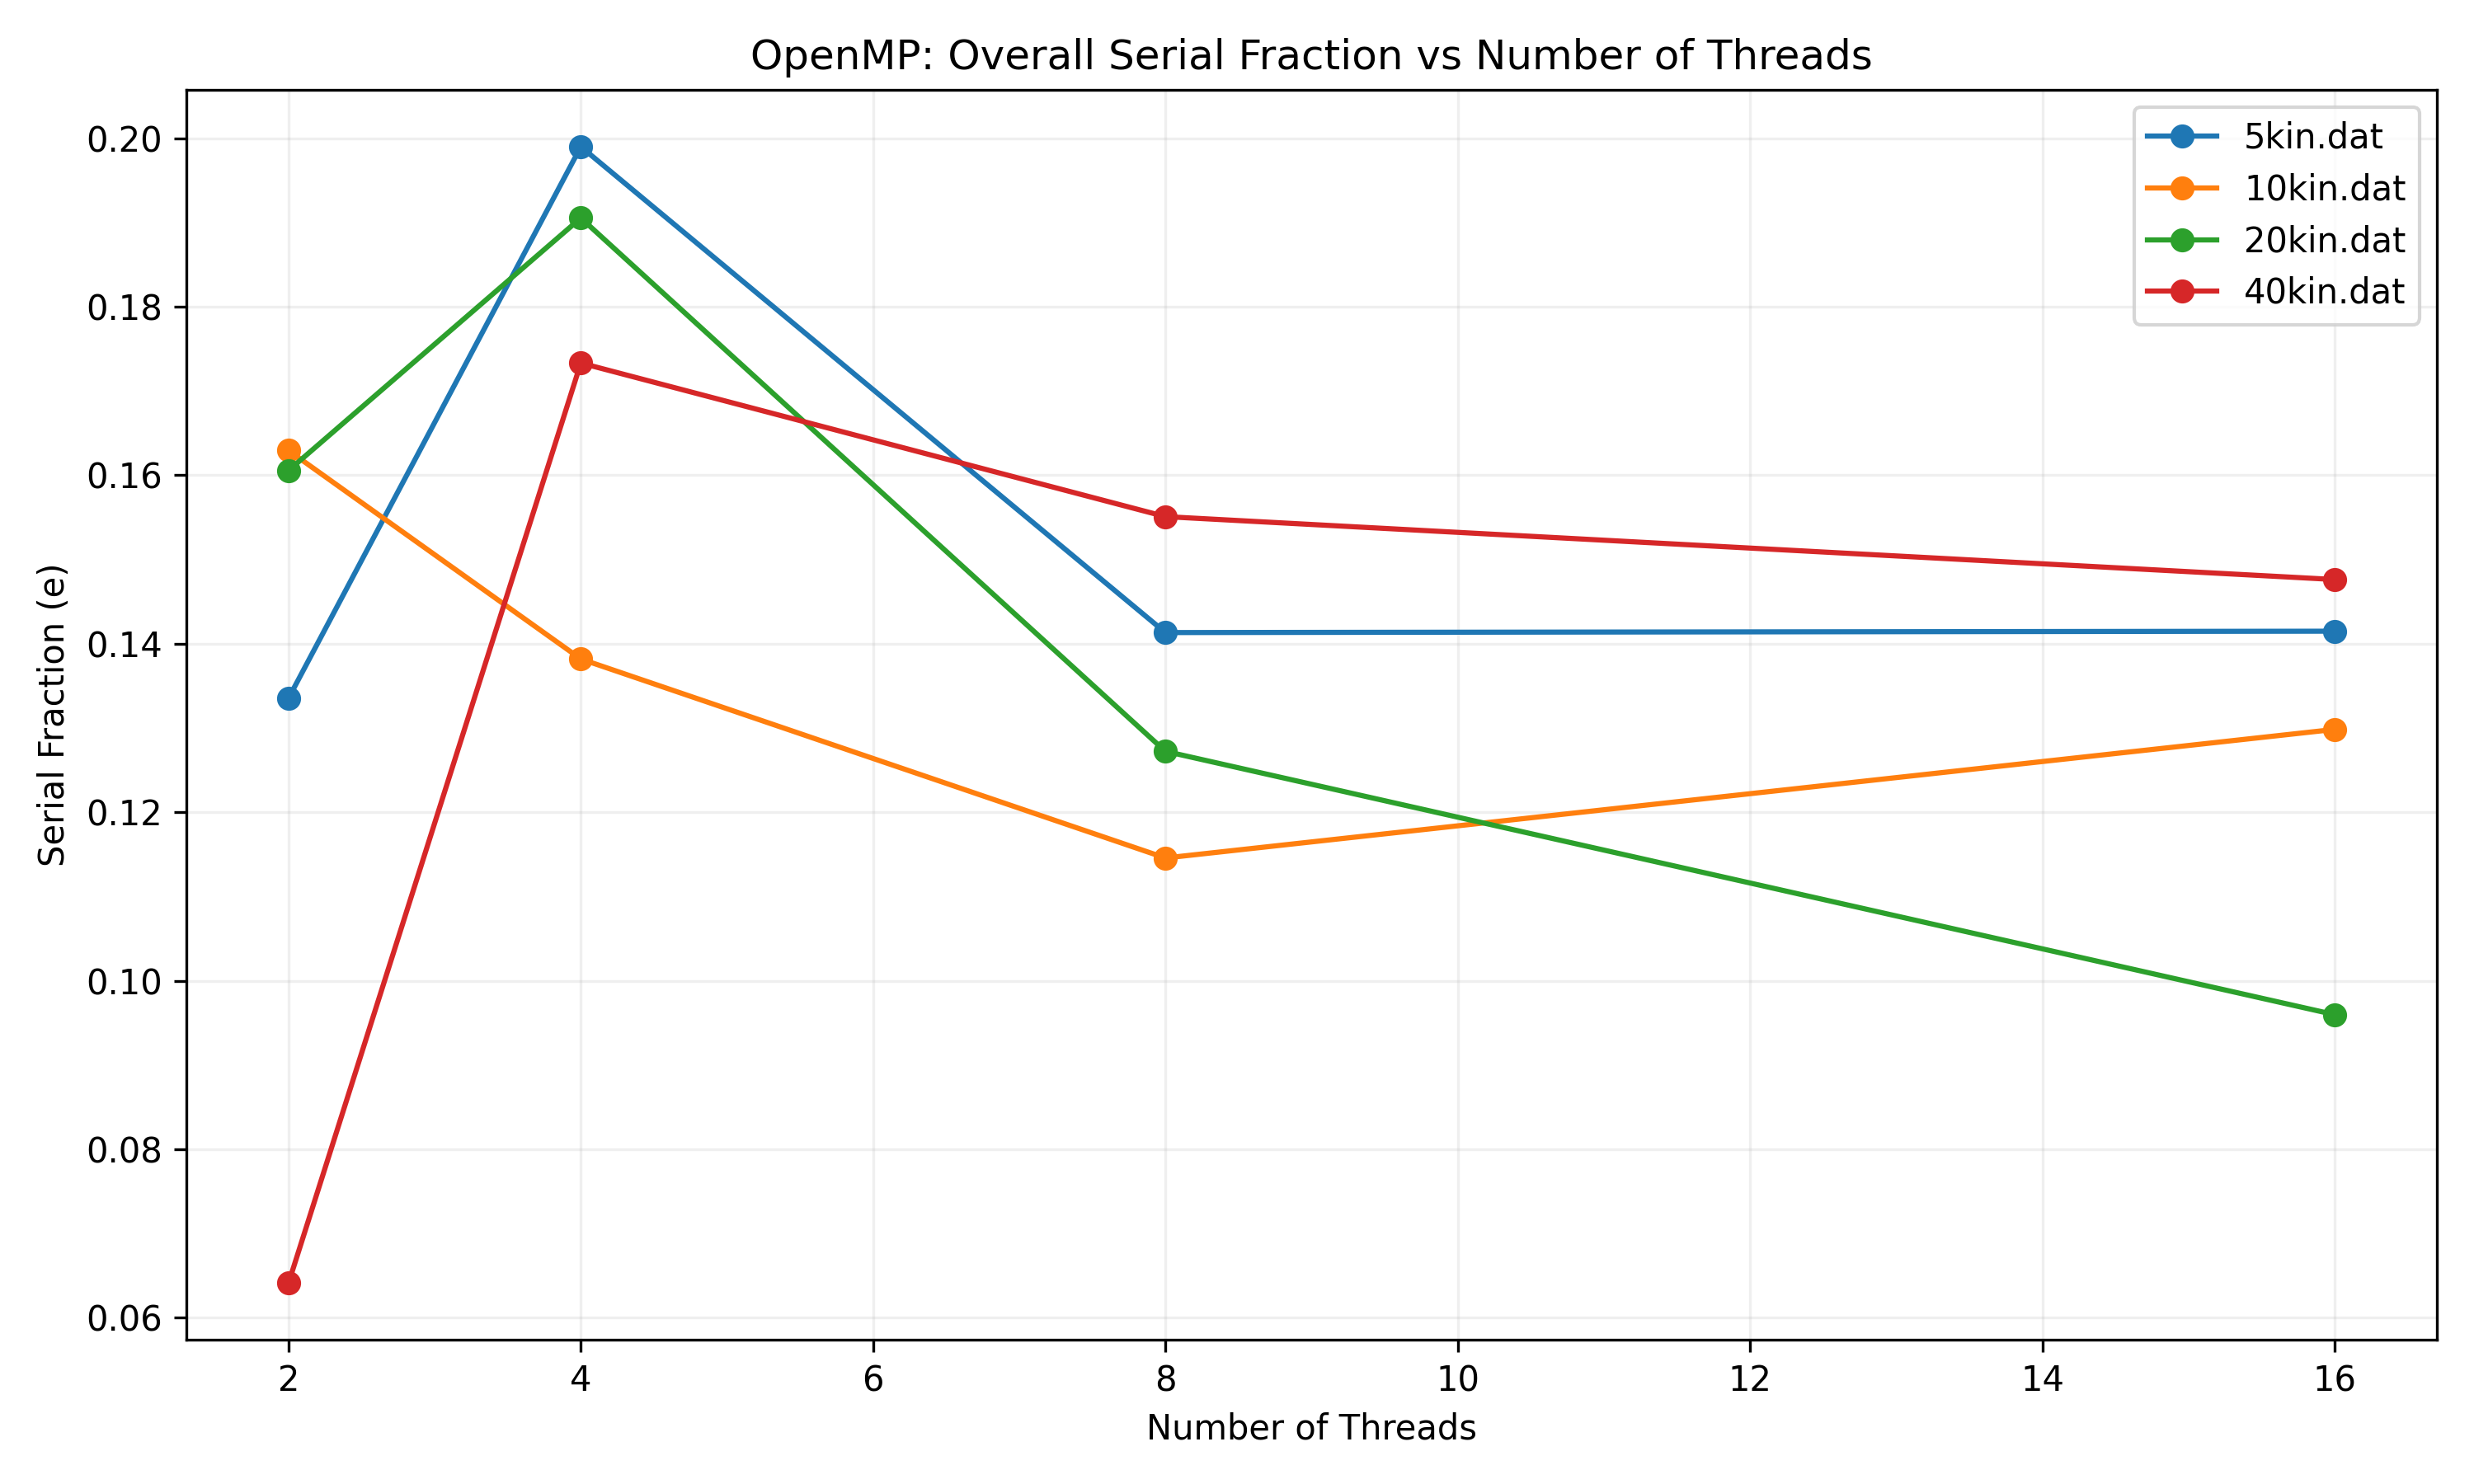 OpenMP: Overall Serial Fraction vs Number of Threads
5kin.dat
10kin.dat
20kin.dat
40kin.dat
Serial Fraction (e)
0.20
0.18
0.16
0.14
0.12
0.10
0.08
0.06
2 4 6 8 10 12 14 16
Number of Threads